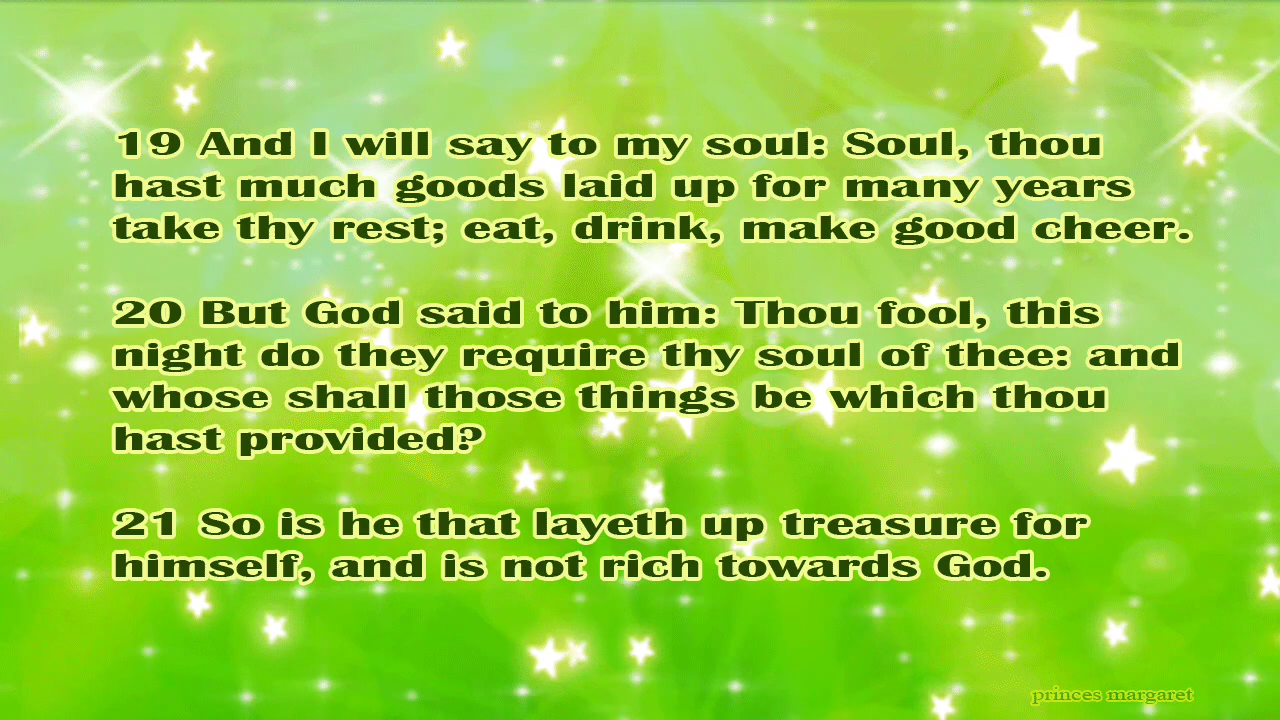 19 And I will say to my soul: Soul, thou
hast much goods laid up for many years
take thy rest; eat, drink, make good cheer.
20 But God said to him: Thou fool, this
night do they require thy soul of thee: and
whose shall those things be which thou
hast provided?
21 So is he that layeth up treasure for
himself, and is not rich towards God.
princes margaret